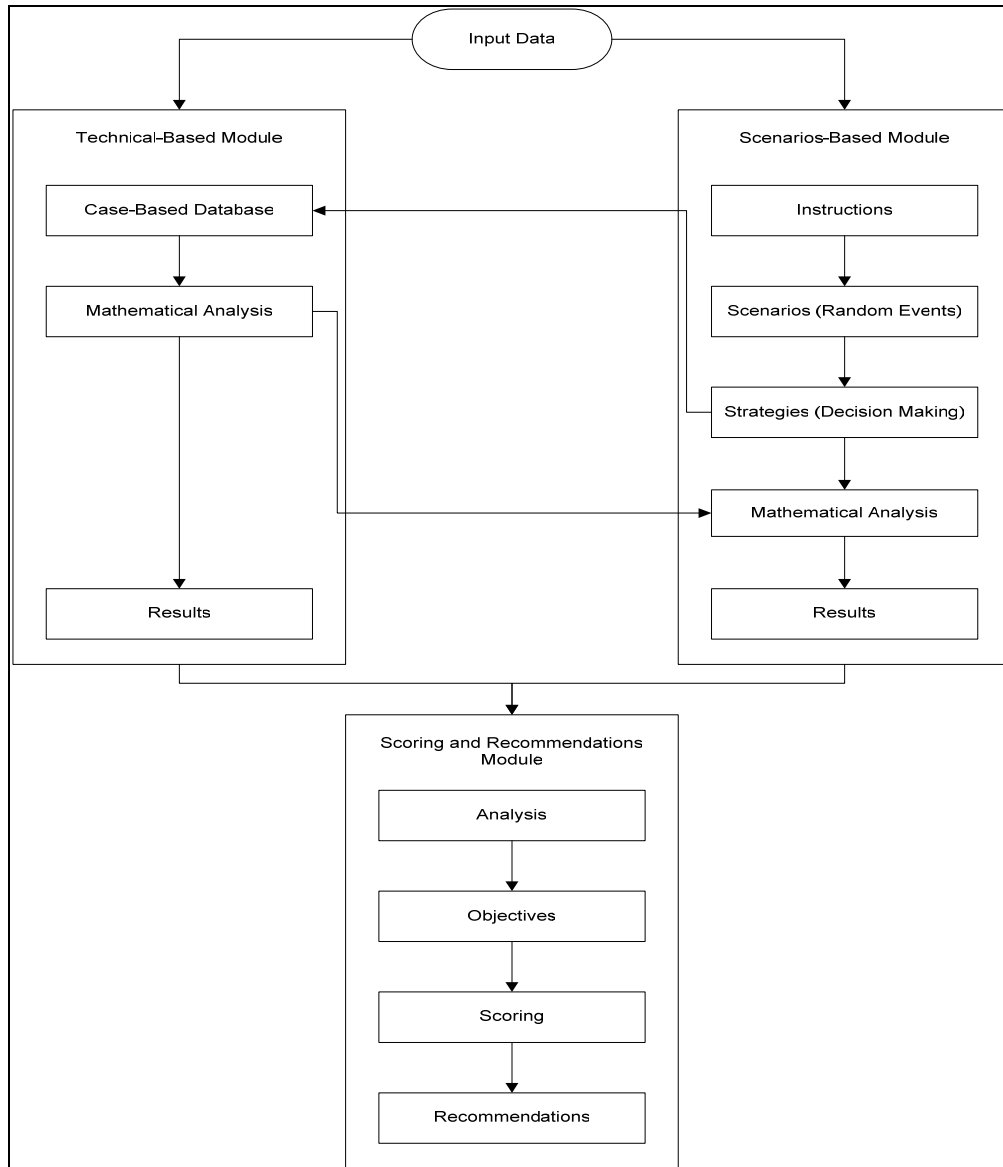 Input Data
Technical-Based Module
Case-Based Database
Mathematical Analysis
Results
Scenarios-Based Module
Instructions
Scenarios (Random Events)
Strategies (Decision Making)
Mathematical Analysis
Results
Scoring and Recommendations
Module
Analysis
Objectives
Scoring
Recommendations